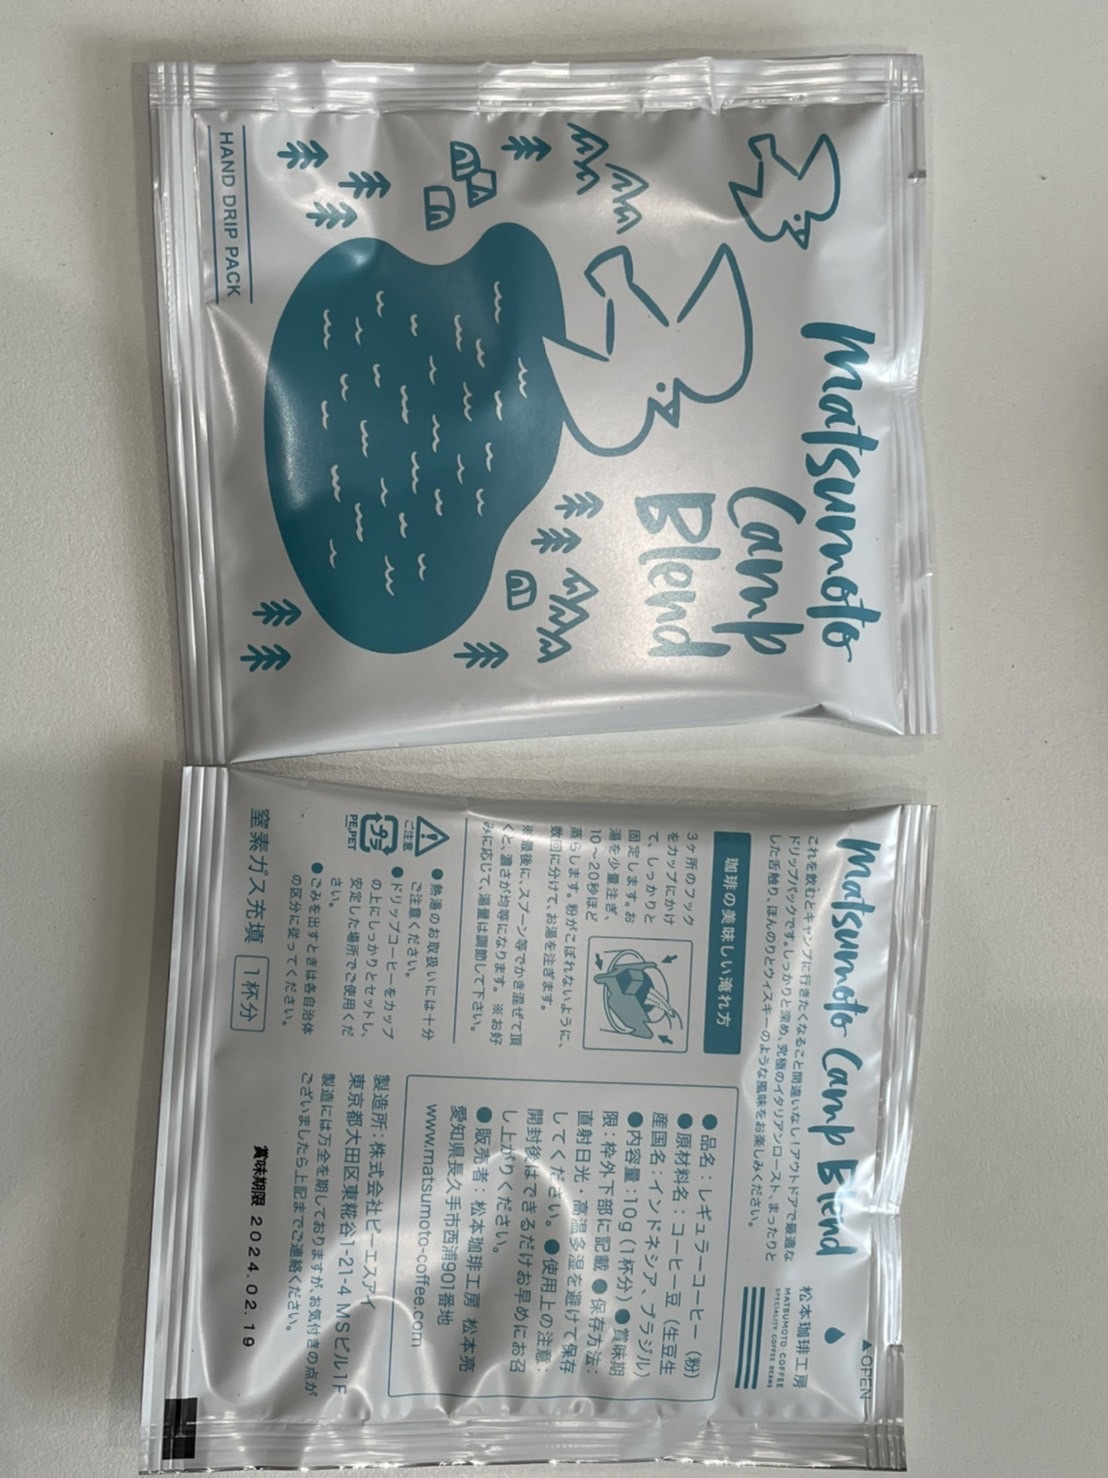 Matsumoto
Camp
Blend
HAND DRIP PACK
▲OPEN
Matsumoto Camp Blend
松本珈琲工房
MATSUMOTO COFFEE
SPECIALITY COFFEE BEANS
これを飲むとキャンプに行きたくなること間違いなし！アウトドアで最適な
ドリップパックです。しっかりと深め、究極のイタリアンロースト、まったりと
した舌触り、ほんのりとウィスキーのような風味をお楽しみください。
珈琲の美味しい淹れ方
3ヶ所のフック
をカップにかけ
て、しっかりと
固定します。お
湯を少量注ぎ、
10～20秒ほど
蒸らします。粉がこぼれないように、
数回に分けて、お湯を注ぎます。
※最後に、スプーン等でかき混ぜて頂
くと、濃さが均等になります。※お好
みに応じて、湯量は調節して下さい。
ご注意
プラ
PE,PET
●熱湯のお取扱いには十分
ご注意ください。
●ドリップコーヒーをカップ
の上にしっかりとセットし、
安定した場所でご使用くだ
さい。
●ごみを出すときは各自治体
の区分に従ってください。
窒素ガス充填 1杯分
●品名：レギュラーコーヒー（粉）
●原材料名：コーヒー豆（生豆生
産国名：インドネシア、ブラジル）
●内容量：10g（1杯分）●賞味期
限：枠外下部に記載 ●保存方法：
直射日光・高温多湿を避けて保存
してください。●使用上の注意：
開封後はできるだけお早めにお召
し上がりください。
●販売者：松本珈琲工房 松本亮
愛知県長久手市西浦901番地
www.matsumoto-coffee.com
製造所：株式会社ピーエスアイ
東京都大田区東糀谷1-21-4 MSビル1F
製造には万全を期しておりますが、お気付きの点が
ございましたら上記までご連絡ください。
賞味期限 2024.02.19